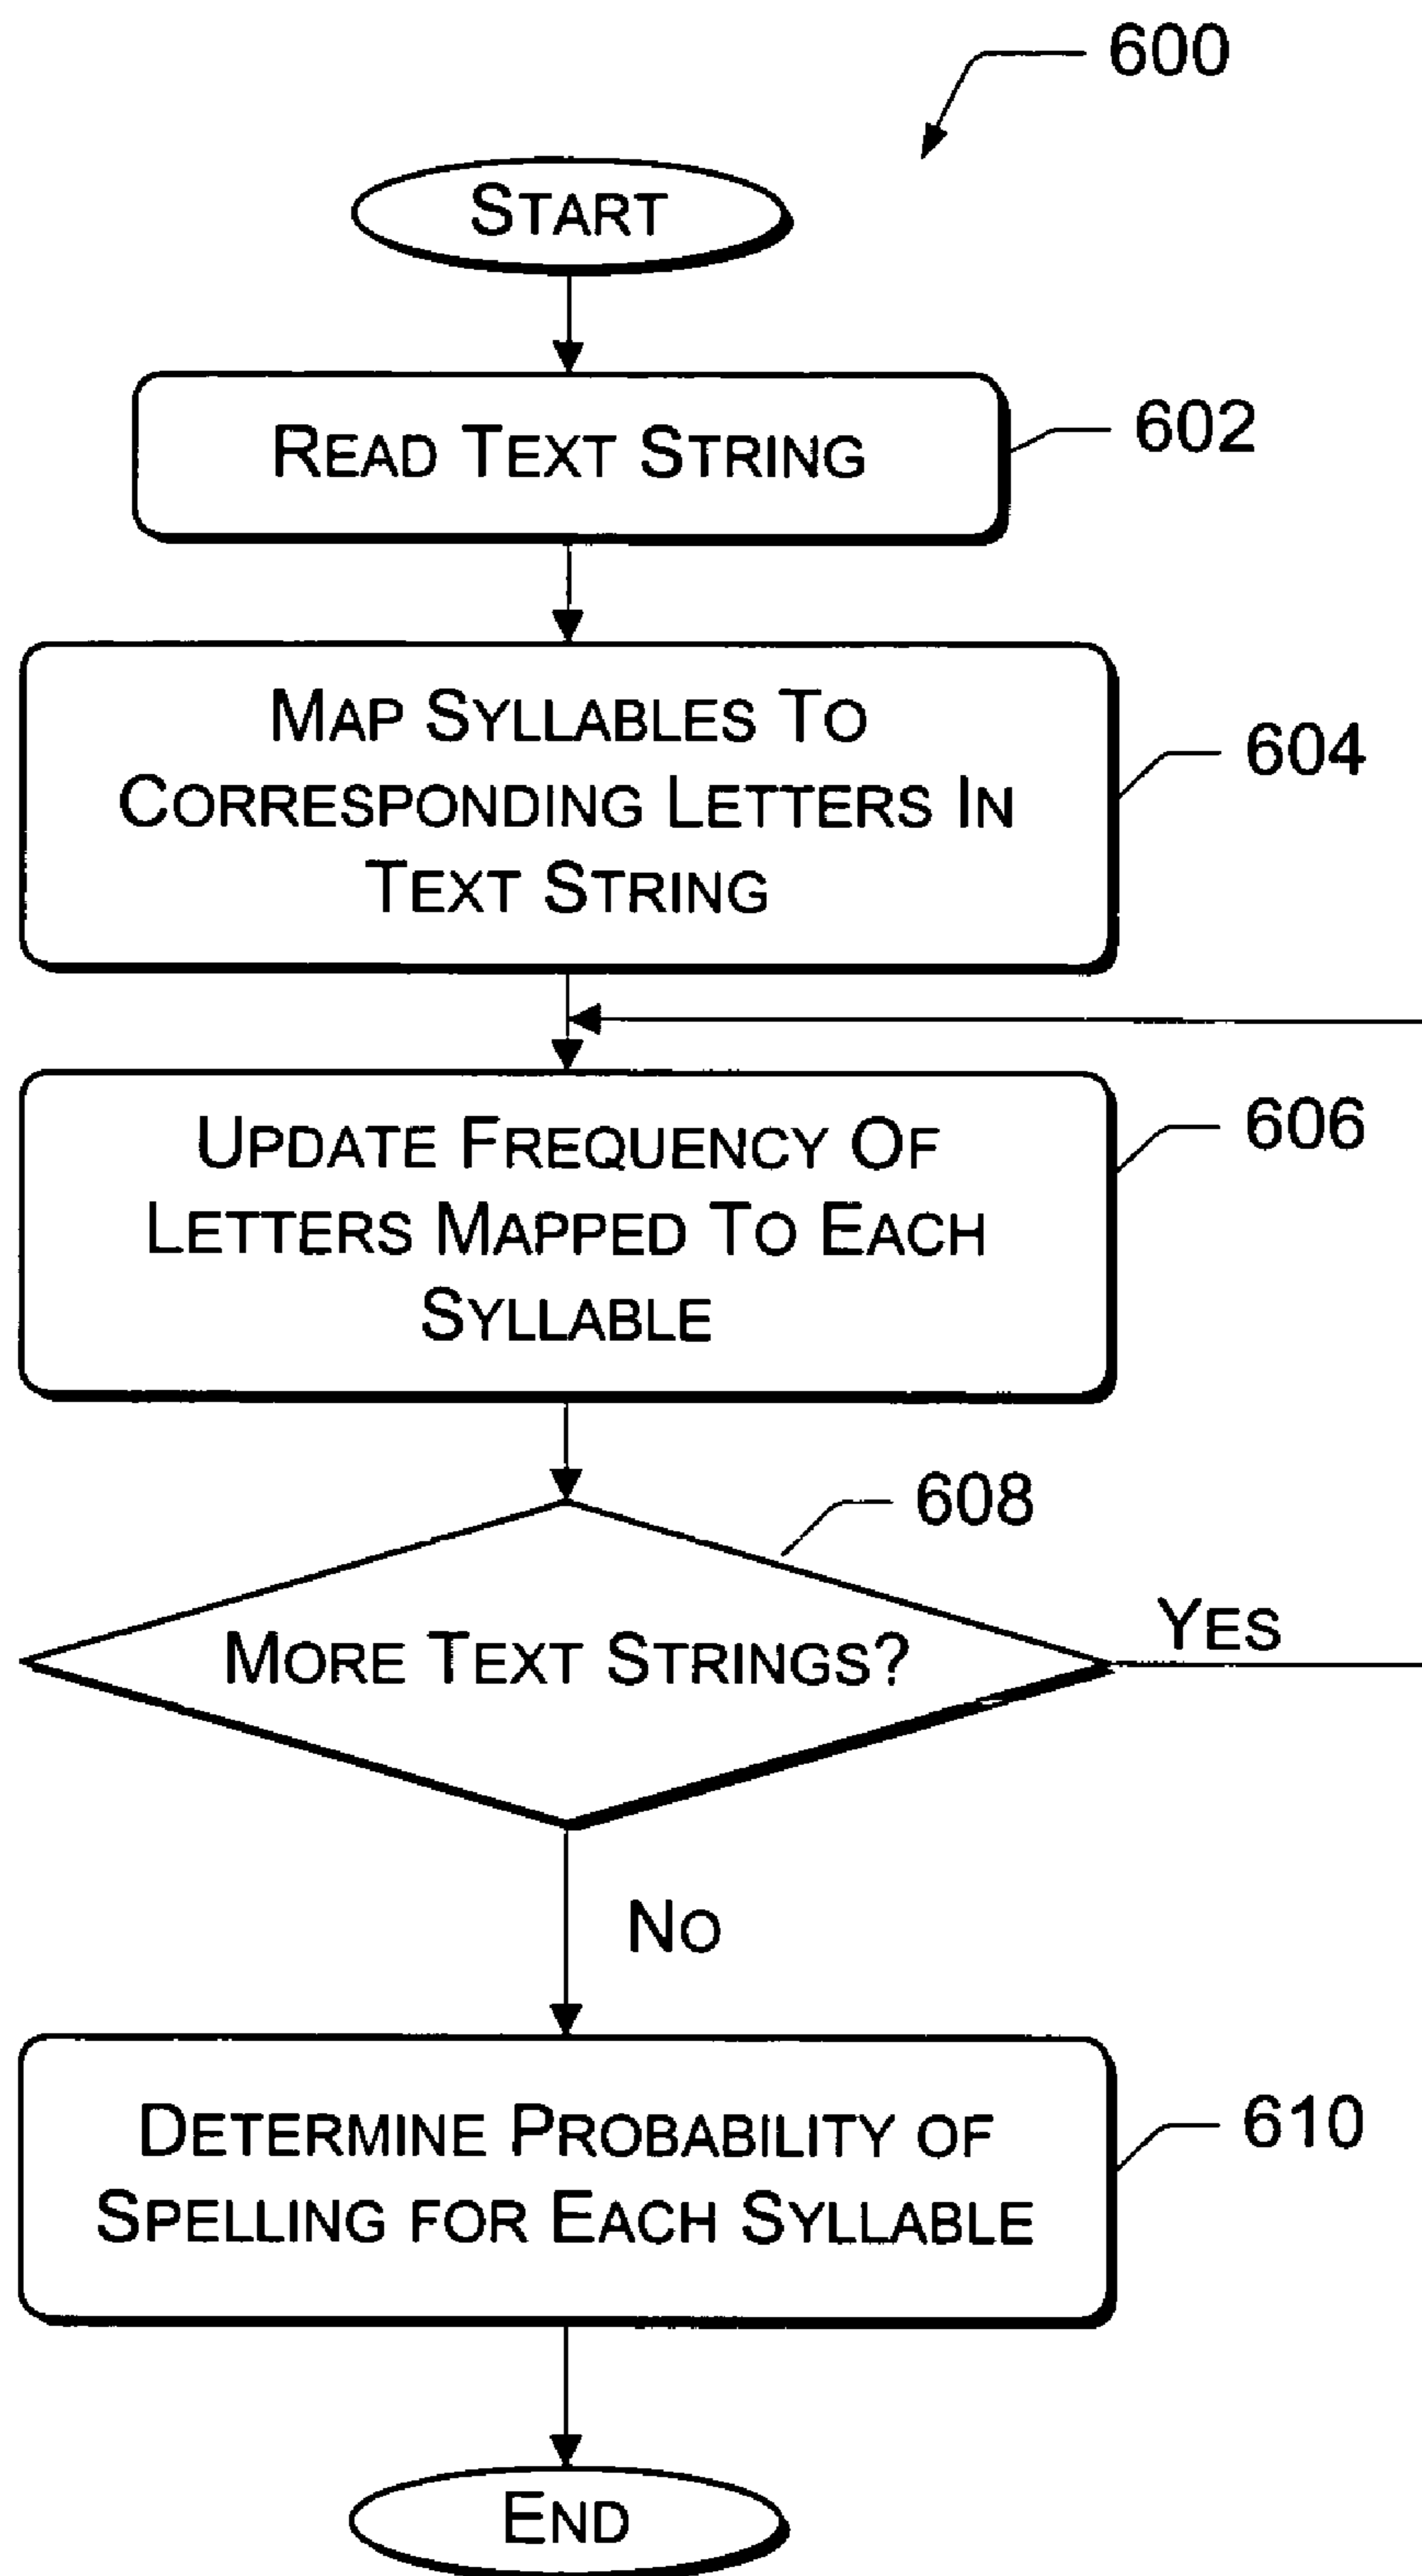 600
START
READ TEXT STRING
602
MAP SYLLABLES TO
CORRESPONDING LETTERS IN
TEXT STRING
604
UPDATE FREQUENCY OF
LETTERS MAPPED TO EACH
SYLLABLE
606
608
MORE TEXT STRINGS?
YES
NO
DETERMINE PROBABILITY OF
SPELLING FOR EACH SYLLABLE
610
END